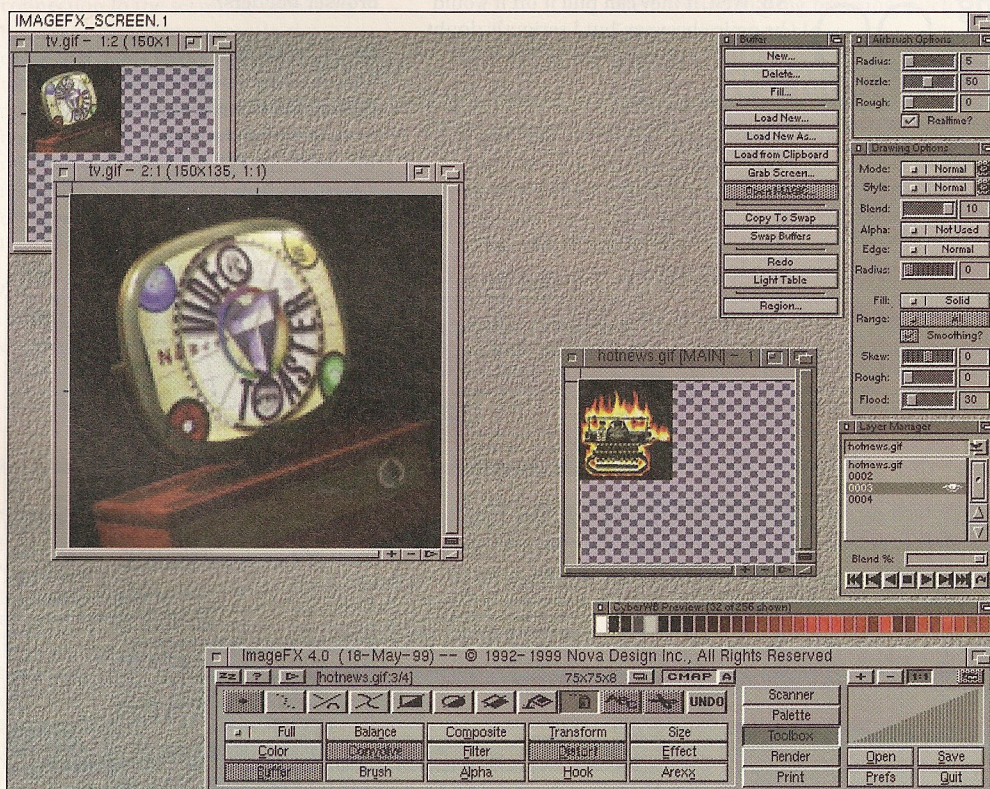 IMAGEFX_SCREEN.1
tv.gif - 1:2 (150x1
tv.gif - 2:1 (150x135, 1:1)
VIDEO
TOASTER
Buffer
New...
Delete...
Fill...
Load New...
Load New As...
Load from Clipboard
Grab Screen...
Copy To Swap
Swap Buffers
Redo
Light Table
Region...
Airbrush Options
Radius: 5
Nozzle: 50
Rough: 0
Realtime?
Drawing Options
Mode: Normal
Style: Normal
Blend: 10
Alpha: Not Used
Edge: Normal
Radius: 0
Fill: Solid
Range:
Smoothing?
Skew: 0
Rough: 0
Flood: 30
hotnews.gif [MAIN] - 1
Layer Manager
hotnews.gif
hotnews.gif
0002
0003
0004
Blend %:
CyberWB Preview: (32 of 256 shown)
ImageFX 4.0 (18-May-99) -- © 1992-1999 Nova Design Inc., All Rights Reserved
ZZ ? [hotnews.gif:3/4] 75x75x8 CMAP A + - 1:1
UNDO
Full Balance Composite Transform Size
Color Convolve Filter Distort Effect
Buffer Brush Alpha Hook Arexx
Scanner
Palette
Toolbox
Render
Print
Open Save
Prefs Quit